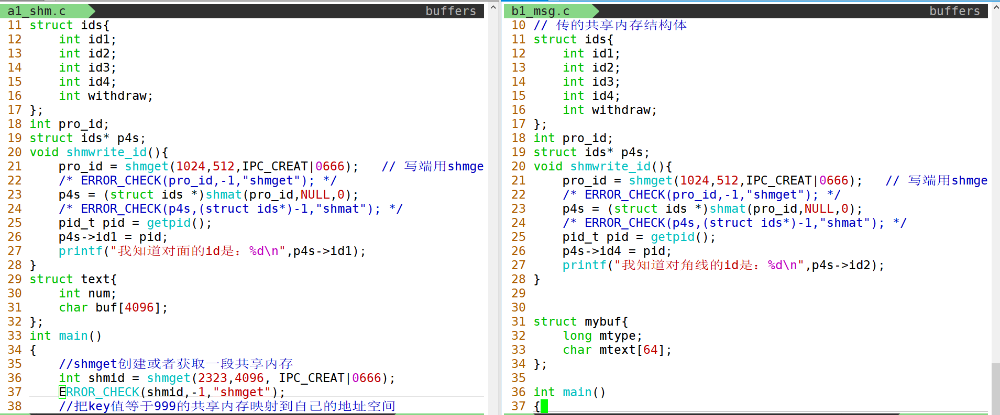 a1_shm.c buffers
11 struct ids{
12     int id1;
13     int id2;
14     int id3;
15     int id4;
16     int withdraw;
17 };
18 int pro_id;
19 struct ids* p4s;
20 void shmwrite_id(){
21     pro_id = shmget(1024,512,IPC_CREAT|0666);   // 写端用shmge
22     /* ERROR_CHECK(pro_id,-1,"shmget"); */
23     p4s = (struct ids *)shmat(pro_id,NULL,0);
24     /* ERROR_CHECK(p4s,(struct ids*)-1,"shmat"); */
25     pid_t pid = getpid();
26     p4s->id1 = pid;
27     printf("我知道对面的id是：%d\n",p4s->id1);
28 }
29 struct text{
30     int num;
31     char buf[4096];
32 };
33 int main()
34 {
35     //shmget创建或者获取一段共享内存
36     int shmid = shmget(2323,4096, IPC_CREAT|0666);
37     ERROR_CHECK(shmid,-1,"shmget");
38     //把key值等于999的共享内存映射到自己的地址空间
b1_msg.c buffers
10 // 传的共享内存结构体
11 struct ids{
12     int id1;
13     int id2;
14     int id3;
15     int id4;
16     int withdraw;
17 };
18 int pro_id;
19 struct ids* p4s;
20 void shmwrite_id(){
21     pro_id = shmget(1024,512,IPC_CREAT|0666);   // 写端用shmge
22     /* ERROR_CHECK(pro_id,-1,"shmget"); */
23     p4s = (struct ids *)shmat(pro_id,NULL,0);
24     /* ERROR_CHECK(p4s,(struct ids*)-1,"shmat"); */
25     pid_t pid = getpid();
26     p4s->id4 = pid;
27     printf("我知道对角线的id是：%d\n",p4s->id2);
28 }
29
30
31 struct mybuf{
32     long mtype;
33     char mtext[64];
34 };
35
36 int main()
37 {